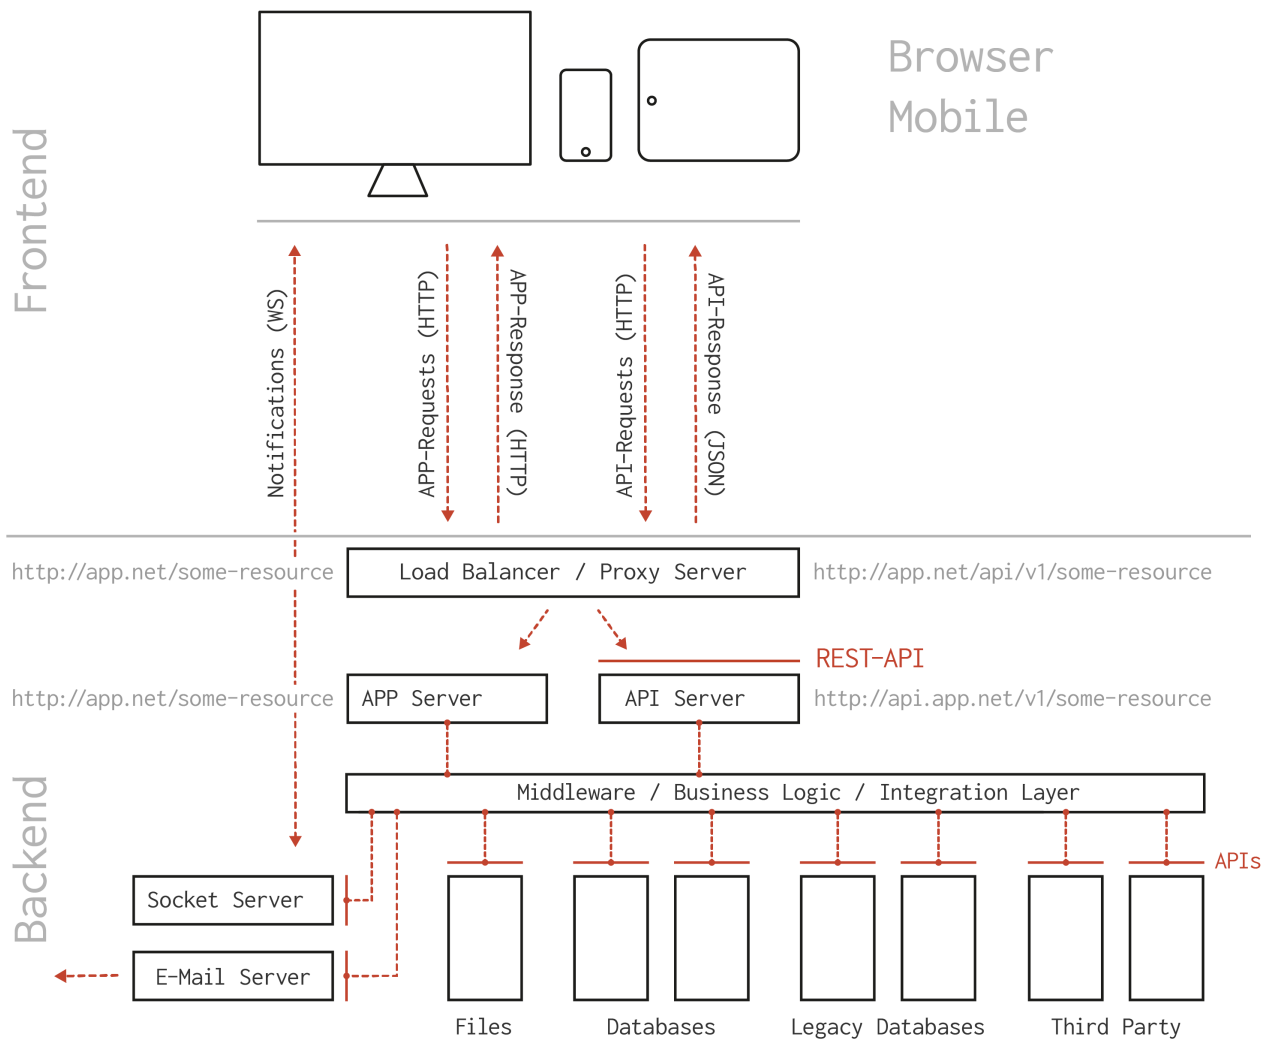 Browser
Mobile
Frontend
Notifications (WS)
APP-Requests (HTTP)
APP-Response (HTTP)
API-Requests (HTTP)
API-Response (JSON)
http://app.net/some-resource
Load Balancer / Proxy Server
http://app.net/api/v1/some-resource
REST-API
http://app.net/some-resource
APP Server
API Server
http://api.app.net/v1/some-resource
Backend
Middleware / Business Logic / Integration Layer
APIs
Socket Server
E-Mail Server
Files
Databases
Legacy Databases
Third Party